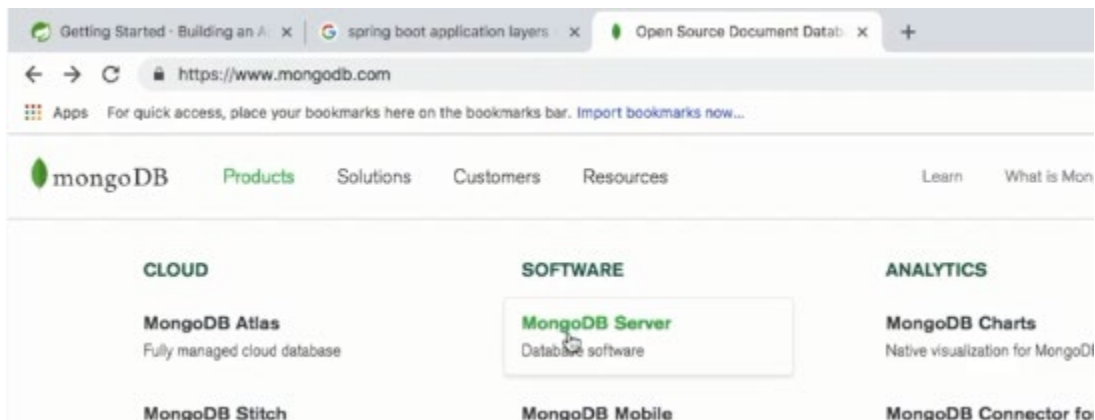 Getting Started · Building an A
spring boot application layers
Open Source Document Datab
https://www.mongodb.com
Apps For quick access, place your bookmarks here on the bookmarks bar. Import bookmarks now...
mongoDB Products Solutions Customers Resources Learn What is Mon
CLOUD SOFTWARE ANALYTICS
MongoDB Atlas MongoDB Server MongoDB Charts
Fully managed cloud database Database software Native visualization for MongoDB
MongoDB Stitch MongoDB Mobile MongoDB Connector for